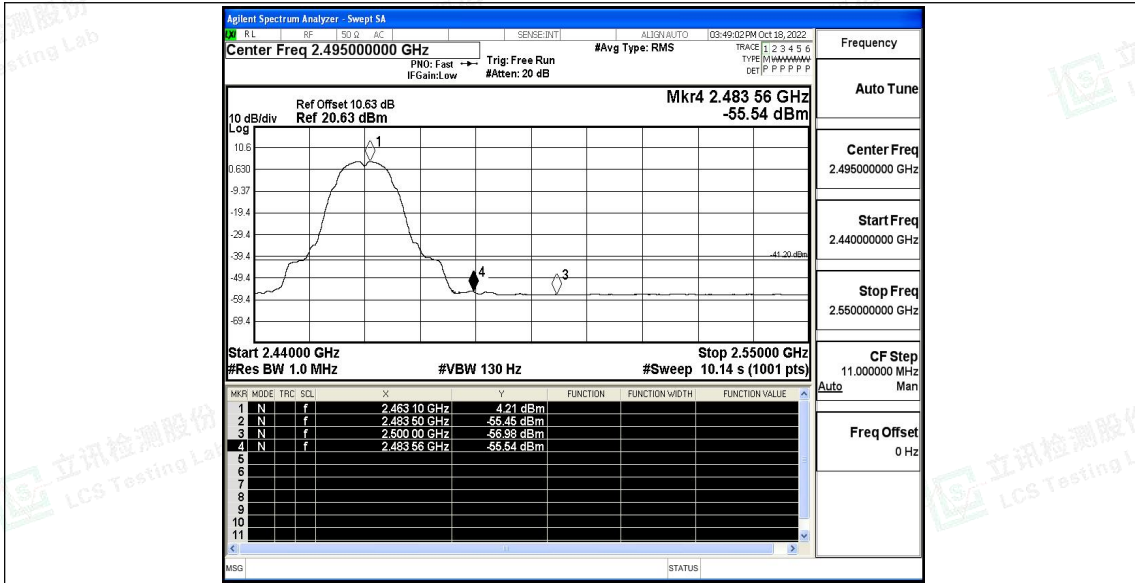 Agilent Spectrum Analyzer - Swept SA
LXI RL RF 50 Ω AC SENSE:INT ALIGN AUTO 03:49:02 PM Oct 18, 2022
Center Freq 2.495000000 GHz
#Avg Type: RMS
TRACE 1 2 3 4 5 6
TYPE M WWWWW
DET P P P P P P
PNO: Fast
IFGain:Low
Trig: Free Run
#Atten: 20 dB
Frequency
Mkr4 2.483 56 GHz
-55.54 dBm
Ref Offset 10.63 dB
10 dB/div Ref 20.63 dBm
Log
10.6
0.630
-9.37
-19.4
-29.4
-39.4
-49.4
-59.4
-69.4
1
4
3
-41.20 dBm
Start 2.44000 GHz Stop 2.55000 GHz
#Res BW 1.0 MHz #VBW 130 Hz #Sweep 10.14 s (1001 pts)
MKR MODE TRC SCL X Y FUNCTION FUNCTION WIDTH FUNCTION VALUE
1 N f 2.463 10 GHz 4.21 dBm
2 N f 2.483 50 GHz -55.45 dBm
3 N f 2.500 00 GHz -56.98 dBm
4 N f 2.483 56 GHz -55.54 dBm
5
6
7
8
9
10
11
MSG STATUS
Auto Tune
Center Freq
2.495000000 GHz
Start Freq
2.440000000 GHz
Stop Freq
2.550000000 GHz
CF Step
11.000000 MHz
Auto Man
Freq Offset
0 Hz
立讯检测股份
LCS Testing Lab
立讯检测股份
LCS Testing L